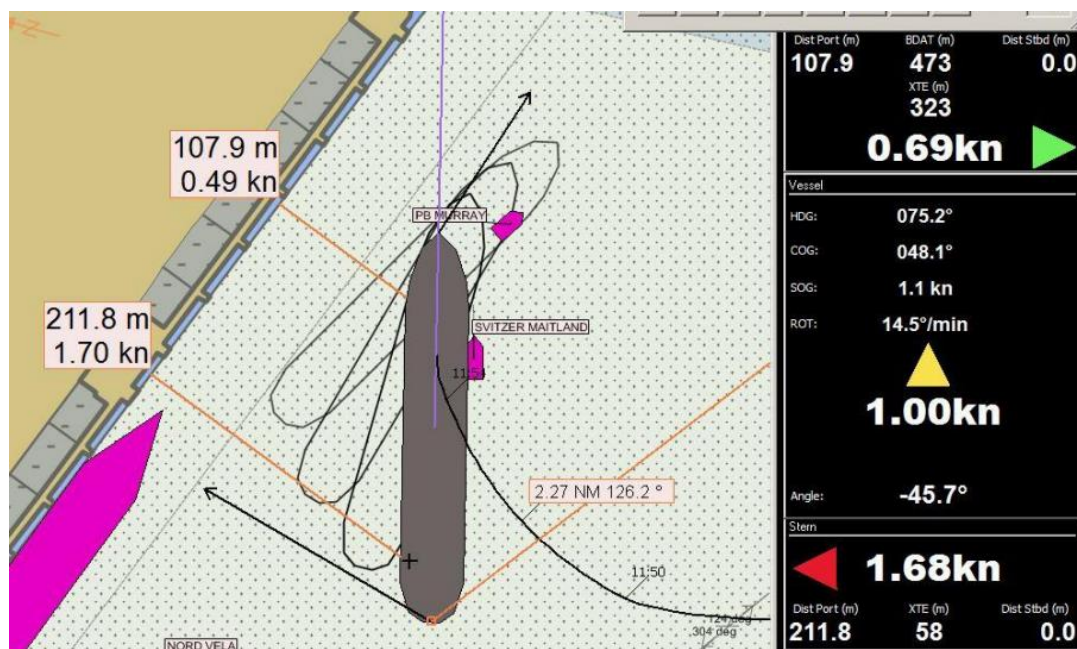 N
107.9 m
0.49 kn
211.8 m
1.70 kn
PB MURRAY
SVITZER MAITLAND
11:54
2.27 NM 126.2 °
11:50
124 deg
304 deg
NORD VELA
Dist Port (m) BDAT (m) Dist Stbd (m)
107.9 473 0.0
XTE (m)
323
0.69kn
Vessel
HDG: 075.2°
COG: 048.1°
SOG: 1.1 kn
ROT: 14.5°/min
1.00kn
Angle: -45.7°
Stern
1.68kn
Dist Port (m) XTE (m) Dist Stbd (m)
211.8 58 0.0